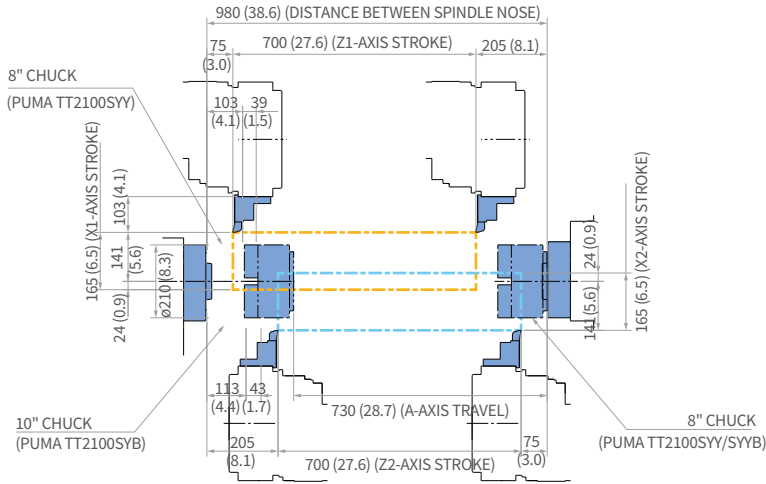 980 (38.6) (DISTANCE BETWEEN SPINDLE NOSE)
75
(3.0)
700 (27.6) (Z1-AXIS STROKE)
205 (8.1)
8" CHUCK
(PUMA TT2100SYY)
103
(4.1)
39
(1.5)
165 (6.5) (X1-AXIS STROKE)
103 (4.1)
141
(5.6)
24 (0.9)
ø210 (8.3)
24 (0.9)
141(5.6)
165 (6.5) (X2-AXIS STROKE)
113
(4.4)
43
(1.7)
730 (28.7) (A-AXIS TRAVEL)
10" CHUCK
(PUMA TT2100SYB)
8" CHUCK
(PUMA TT2100SYY/SYYB)
205
(8.1)
700 (27.6) (Z2-AXIS STROKE)
75
(3.0)